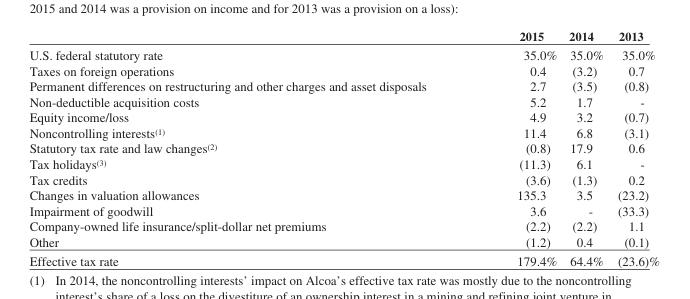 2015 and 2014 was a provision on income and for 2013 was a provision on a loss):
2015 2014 2013
U.S. federal statutory rate 35.0% 35.0% 35.0%
Taxes on foreign operations 0.4 (3.2) 0.7
Permanent differences on restructuring and other charges and asset disposals 2.7 (3.5) (0.8)
Non-deductible acquisition costs 5.2 1.7 -
Equity income/loss 4.9 3.2 (0.7)
Noncontrolling interests(1) 11.4 6.8 (3.1)
Statutory tax rate and law changes(2) (0.8) 17.9 0.6
Tax holidays(3) (11.3) 6.1 -
Tax credits (3.6) (1.3) 0.2
Changes in valuation allowances 135.3 3.5 (23.2)
Impairment of goodwill 3.6 - (33.3)
Company-owned life insurance/split-dollar net premiums (2.2) (2.2) 1.1
Other (1.2) 0.4 (0.1)
Effective tax rate 179.4% 64.4% (23.6)%
(1) In 2014, the noncontrolling interests' impact on Alcoa's effective tax rate was mostly due to the noncontrolling
interest's share of a loss on the divestiture of an ownership interest in a mining and refining joint venture in